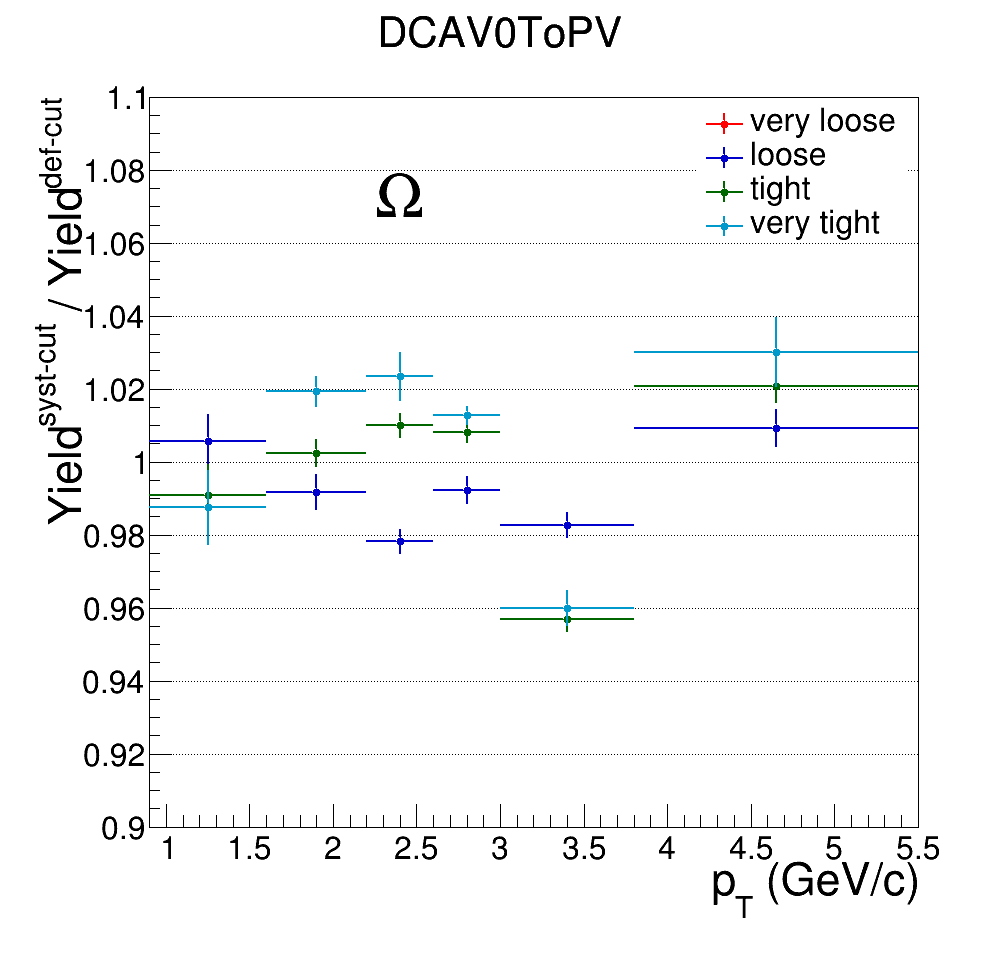 DCAV0ToPV
Yield^syst-cut / Yield^def-cut
1.1
1.08
1.06
1.04
1.02
1
0.98
0.96
0.94
0.92
0.9
Ω
very loose
loose
tight
very tight
1 1.5 2 2.5 3 3.5 4 4.5 5 5.5
p_T (GeV/c)